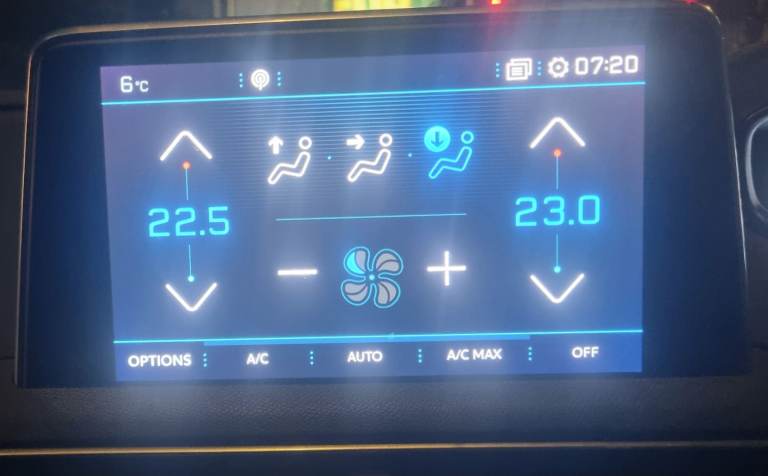 6°C
07:20
22.5
23.0
OPTIONS
A/C
AUTO
A/C MAX
OFF